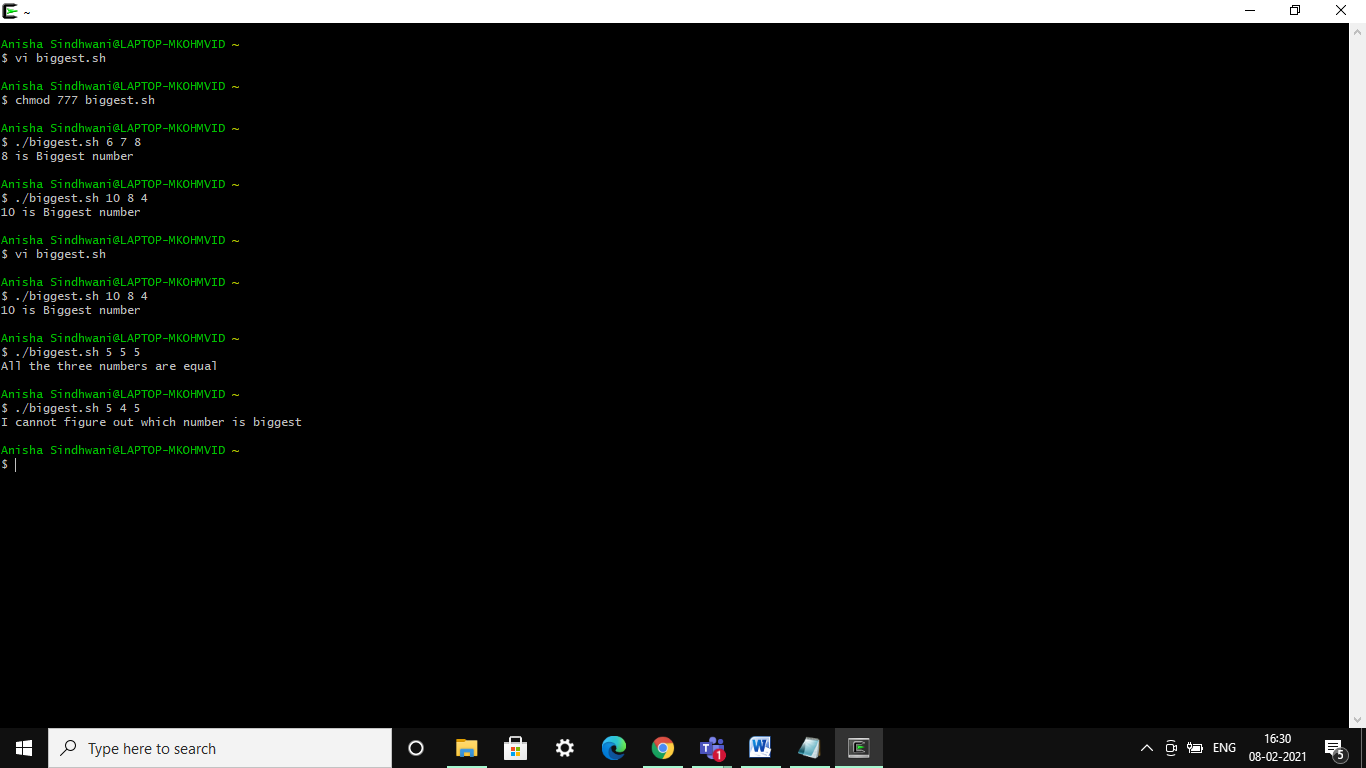 ~
Anisha Sindhwani@LAPTOP-MKOHMVID ~
$ vi biggest.sh
Anisha Sindhwani@LAPTOP-MKOHMVID ~
$ chmod 777 biggest.sh
Anisha Sindhwani@LAPTOP-MKOHMVID ~
$ ./biggest.sh 6 7 8
8 is Biggest number
Anisha Sindhwani@LAPTOP-MKOHMVID ~
$ ./biggest.sh 10 8 4
10 is Biggest number
Anisha Sindhwani@LAPTOP-MKOHMVID ~
$ vi biggest.sh
Anisha Sindhwani@LAPTOP-MKOHMVID ~
$ ./biggest.sh 10 8 4
10 is Biggest number
Anisha Sindhwani@LAPTOP-MKOHMVID ~
$ ./biggest.sh 5 5 5
All the three numbers are equal
Anisha Sindhwani@LAPTOP-MKOHMVID ~
$ ./biggest.sh 5 4 5
I cannot figure out which number is biggest
Anisha Sindhwani@LAPTOP-MKOHMVID ~
$
Type here to search
1
ENG
16:30
08-02-2021
5